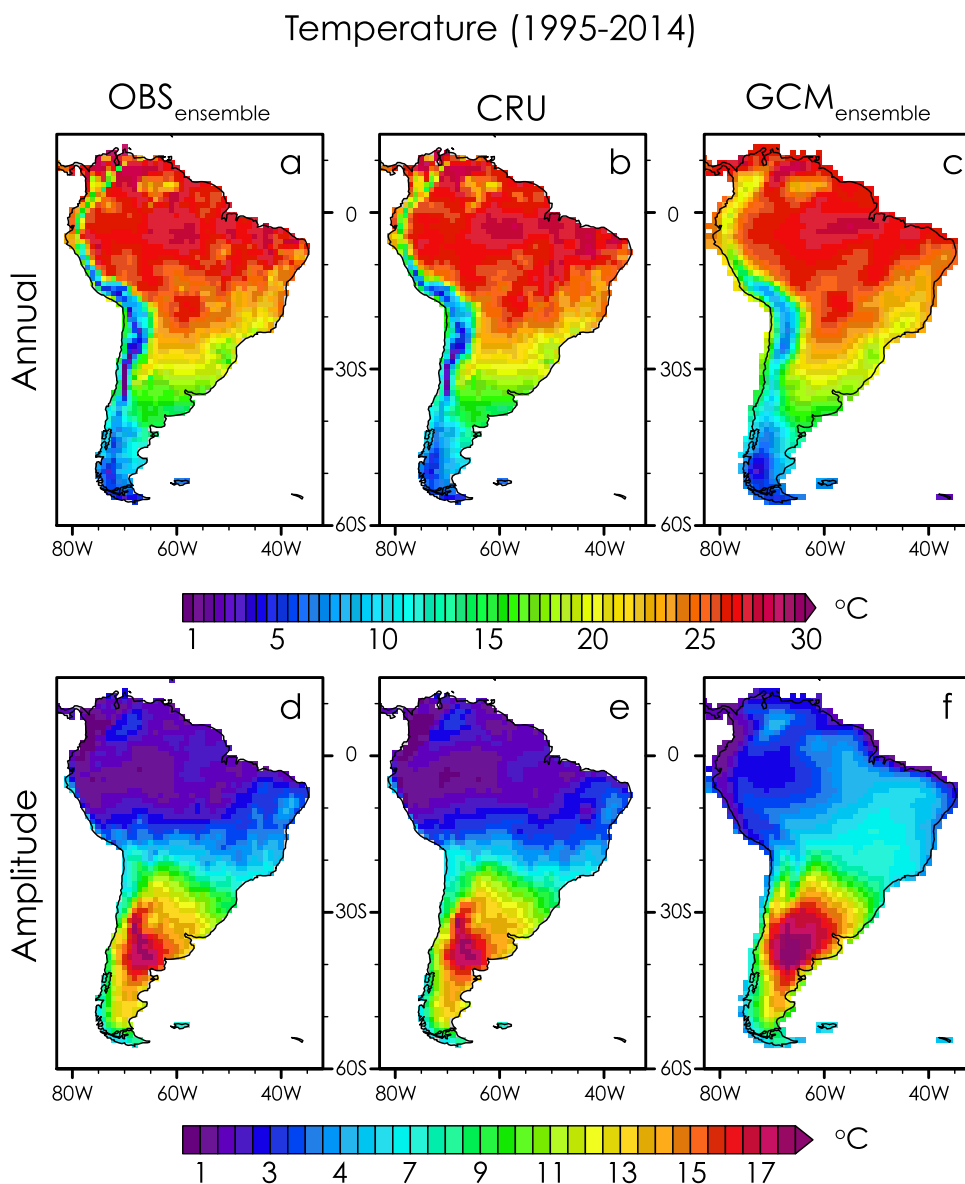 Temperature (1995-2014)
OBSensemble CRU GCMensemble
Annual
a b c
0
30S 30S
60S 60S
80W 60W 40W 80W 60W 40W 80W 60W 40W
1 5 10 15 20 25 30 °C
Amplitude
d e f
0 0
30S 30S
60S 60S
80W 60W 40W 80W 60W 40W 80W 60W 40W
1 3 4 7 9 11 13 15 17 °C